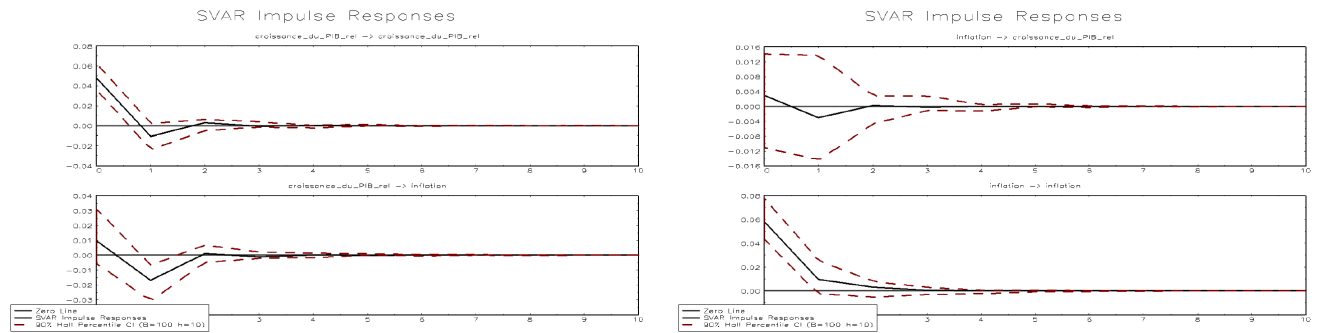 SVAR Impulse Responses
croissance_du_PIB_rel -> croissance_du_PIB_rel
0.08
0.06
0.04
0.02
0.00
-0.02
-0.04
0 1 2 3 4 5 6 7 8 9 10
croissance_du_PIB_rel -> inflation
0.04
0.03
0.02
0.01
0.00
-0.01
-0.02
-0.03
3 4 5 6 7 8 9 10
Zero Line
SVAR Impulse Responses
90% Hall Percentile CI (B=100 h=10)
SVAR Impulse Responses
inflation -> croissance_du_PIB_rel
0.016
0.012
0.008
0.004
0.000
-0.004
-0.008
-0.012
-0.016
0 1 2 3 4 5 6 7 8 9 10
inflation -> inflation
0.08
0.06
0.04
0.02
0.00
3 4 5 6 7 8 9 10
Zero Line
SVAR Impulse Responses
90% Hall Percentile CI (B=100 h=10)